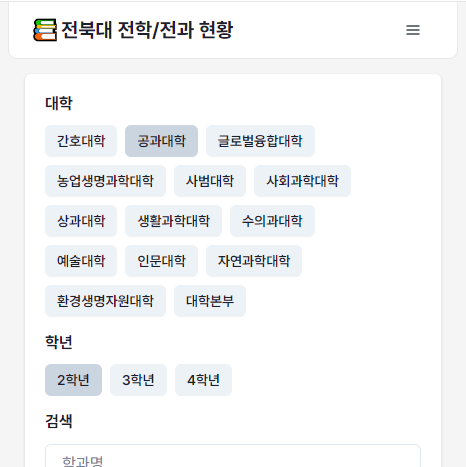 전북대 전학/전과 현황
대학
간호대학 공과대학 글로벌융합대학
농업생명과학대학 사범대학 사회과학대학
상과대학 생활과학대학 수의과대학
예술대학 인문대학 자연과학대학
환경생명자원대학 대학본부
학년
2학년 3학년 4학년
검색
학과명